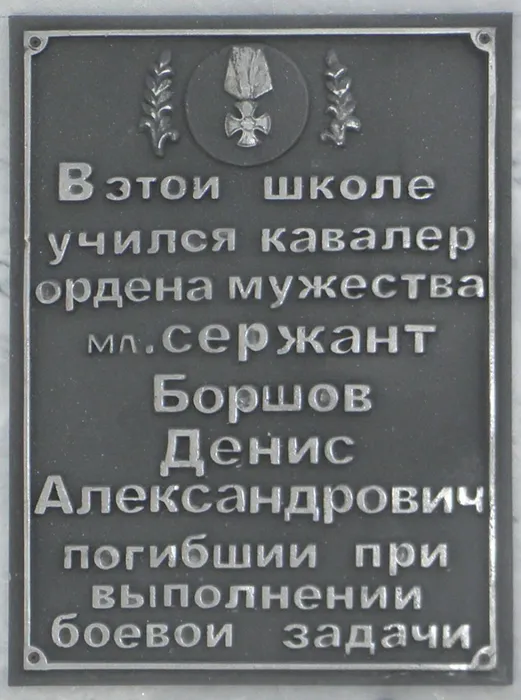 В этои школе
учился кавалер
ордена мужества
мл. сержант
Боршов
Денис
Александрович
погибшии при
выполнении
боевои задачи